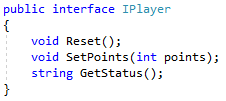 public interface IPlayer
{
    void Reset();
    void SetPoints(int points);
    string GetStatus();
}